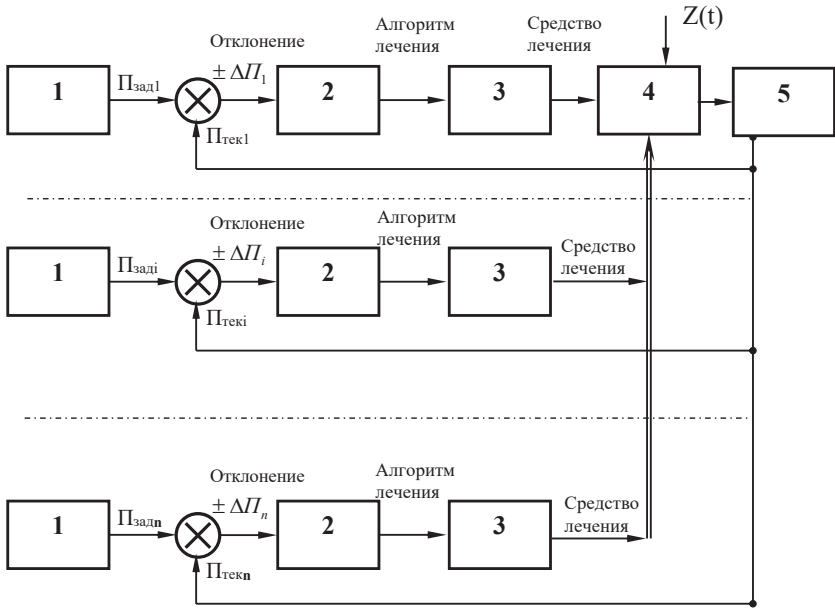 Z(t)
Отклонение
Алгоритм
лечения
Средство
лечения
1
Пзад1
± ΔП1
2
3
4
5
Птек1
Отклонение
Алгоритм
лечения
Средство
лечения
1
Пзадi
± ΔПi
2
3
Птекi
Отклонение
Алгоритм
лечения
Средство
лечения
1
Пзадn
± ΔПn
2
3
Птекn